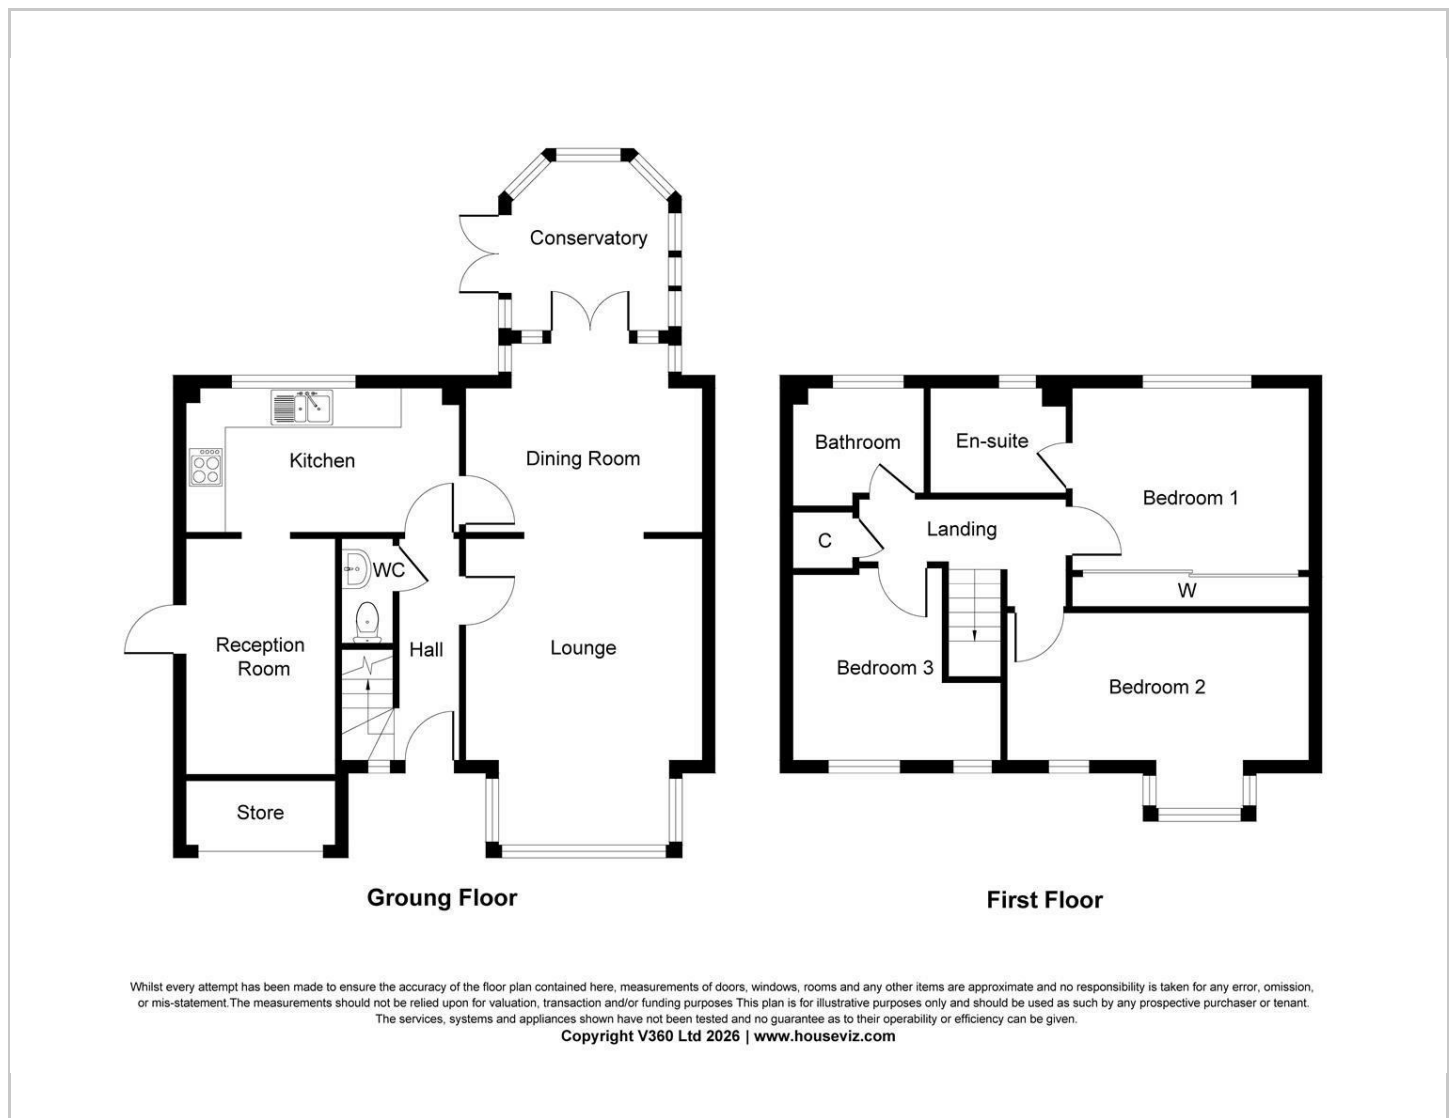 Conservatory
Kitchen
Dining Room
WC
Reception
Room
Hall
Lounge
Store
Groung Floor
Bathroom
En-suite
Bedroom 1
C
Landing
W
Bedroom 3
Bedroom 2
First Floor
Whilst every attempt has been made to ensure the accuracy of the floor plan contained here, measurements of doors, windows, rooms and any other items are approximate and no responsibility is taken for any error, omission,
or mis-statement.The measurements should not be relied upon for valuation, transaction and/or funding purposes This plan is for illustrative purposes only and should be used as such by any prospective purchaser or tenant.
The services, systems and appliances shown have not been tested and no guarantee as to their operability or efficiency can be given.
Copyright V360 Ltd 2026 | www.houseviz.com